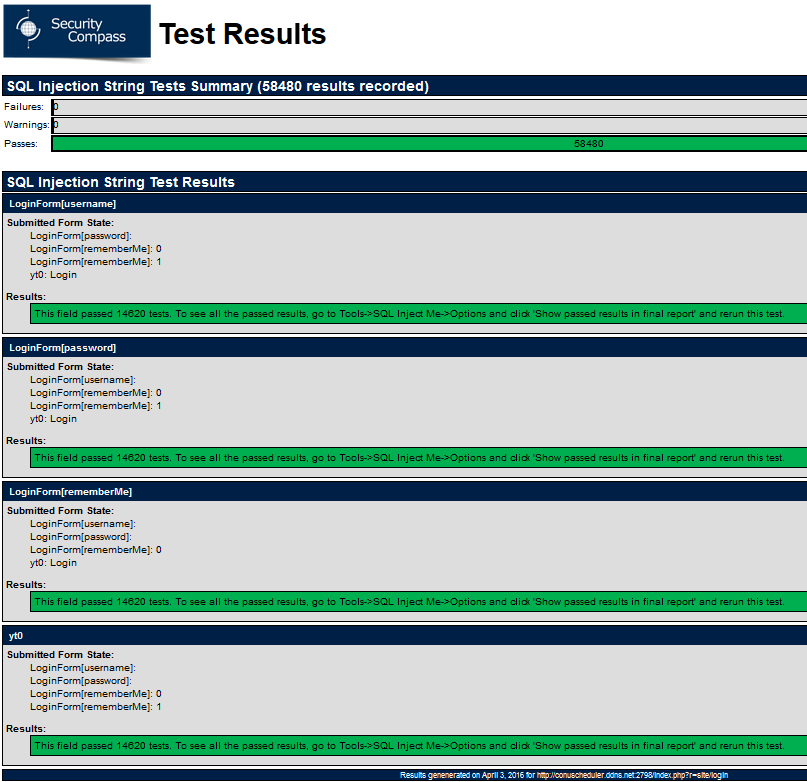 Security
Compass
Test Results
SQL Injection String Tests Summary (58480 results recorded)
Failures: 0
Warnings: 0
Passes: 58480
SQL Injection String Test Results
LoginForm[username]
Submitted Form State:
LoginForm[password]:
LoginForm[rememberMe]: 0
LoginForm[rememberMe]: 1
yt0: Login
Results:
This field passed 14620 tests. To see all the passed results, go to Tools->SQL Inject Me->Options and click 'Show passed results in final report' and rerun this test.
LoginForm[password]
Submitted Form State:
LoginForm[username]:
LoginForm[rememberMe]: 0
LoginForm[rememberMe]: 1
yt0: Login
Results:
This field passed 14620 tests. To see all the passed results, go to Tools->SQL Inject Me->Options and click 'Show passed results in final report' and rerun this test.
LoginForm[rememberMe]
Submitted Form State:
LoginForm[username]:
LoginForm[password]:
LoginForm[rememberMe]: 0
yt0: Login
Results:
This field passed 14620 tests. To see all the passed results, go to Tools->SQL Inject Me->Options and click 'Show passed results in final report' and rerun this test.
yt0
Submitted Form State:
LoginForm[username]:
LoginForm[password]:
LoginForm[rememberMe]: 0
LoginForm[rememberMe]: 1
Results:
This field passed 14620 tests. To see all the passed results, go to Tools->SQL Inject Me->Options and click 'Show passed results in final report' and rerun this test.
Results genenerated on April 3, 2016 for http://conuscheduler.ddns.net:2798/index.php?r=site/login